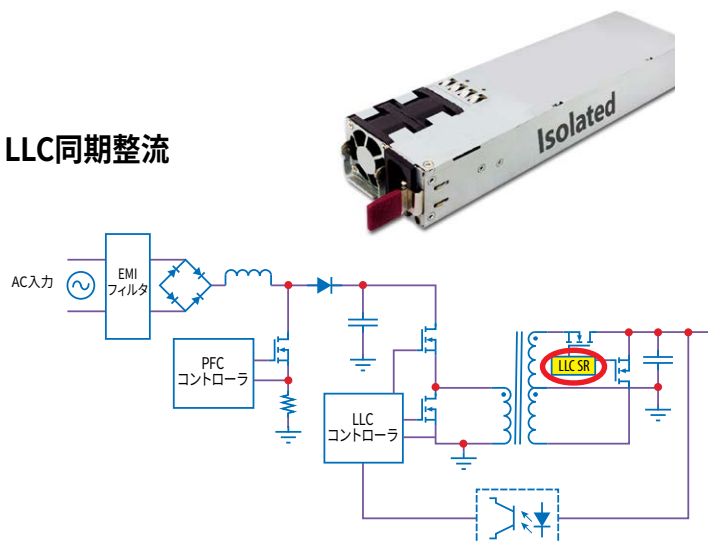 Isolated
LLC同期整流
AC入力
EMI
フィルタ
PFC
コントローラ
LLC
コントローラ
LLC SR